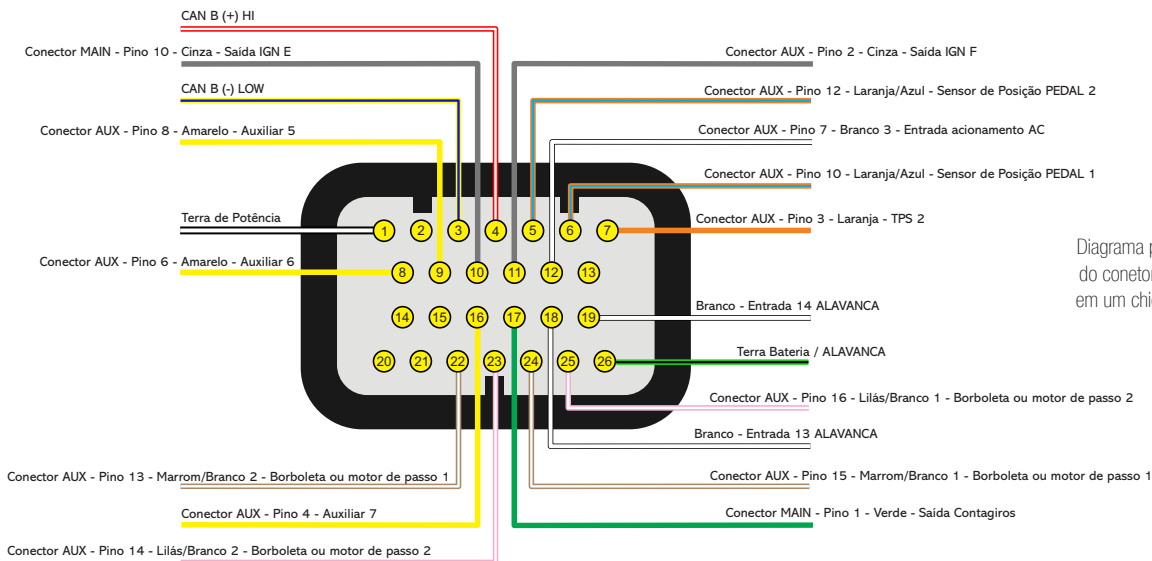 CAN B (+) HI
Conector MAIN - Pino 10 - Cinza - Saída IGN E
CAN B (-) LOW
Conector AUX - Pino 8 - Amarelo - Auxiliar 5
Terra de Potência
Conector AUX - Pino 6 - Amarelo - Auxiliar 6
Conector AUX - Pino 2 - Cinza - Saída IGN F
Conector AUX - Pino 12 - Laranja/Azul - Sensor de Posição PEDAL 2
Conector AUX - Pino 7 - Branco 3 - Entrada acionamento AC
Conector AUX - Pino 10 - Laranja/Azul - Sensor de Posição PEDAL 1
Conector AUX - Pino 3 - Laranja - TPS 2
1 2 3 4 5 6 7
8 9 10 11 12 13
14 15 16 17 18 19
20 21 22 23 24 25 26
Diagrama p
do conetor
em um chi
Branco - Entrada 14 ALAVANCA
Terra Bateria / ALAVANCA
Conector AUX - Pino 16 - Lilás/Branco 1 - Borboleta ou motor de passo 2
Branco - Entrada 13 ALAVANCA
Conector AUX - Pino 13 - Marrom/Branco 2 - Borboleta ou motor de passo 1
Conector AUX - Pino 15 - Marrom/Branco 1 - Borboleta ou motor de passo 1
Conector AUX - Pino 4 - Auxiliar 7
Conector MAIN - Pino 1 - Verde - Saída Contagiros
Conector AUX - Pino 14 - Lilás/Branco 2 - Borboleta ou motor de passo 2